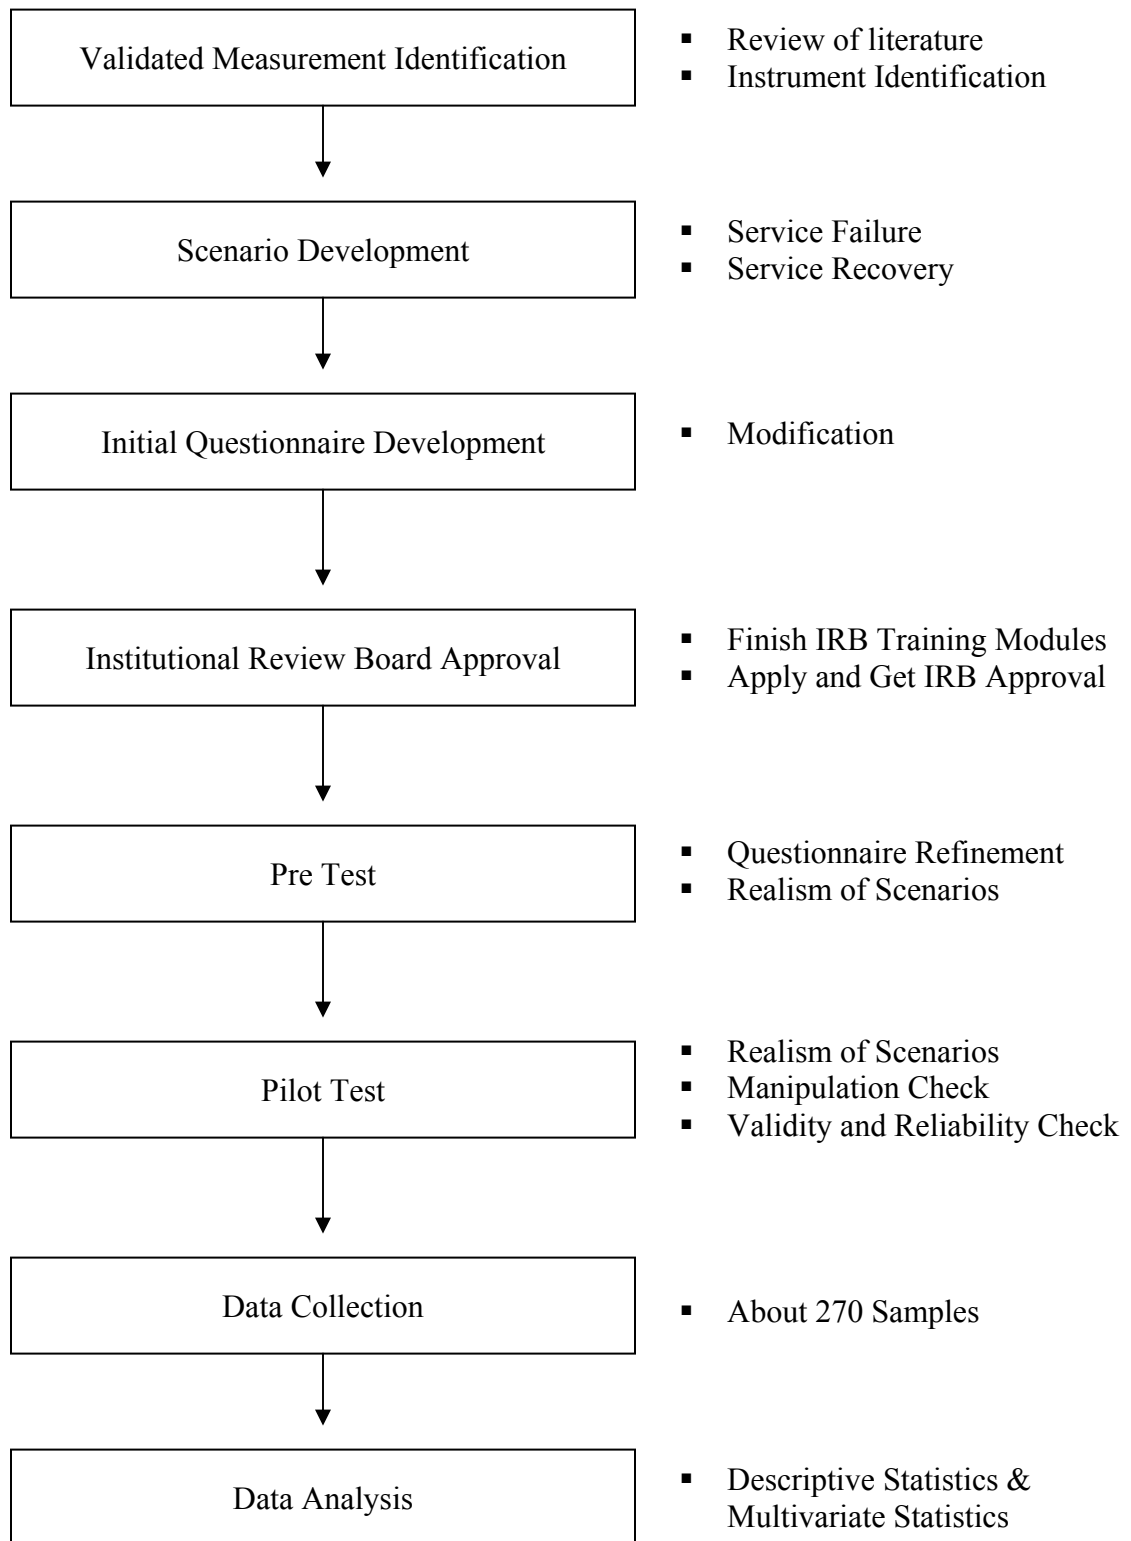 Validated Measurement Identification
▪ Review of literature
▪ Instrument Identification
Scenario Development
▪ Service Failure
▪ Service Recovery
Initial Questionnaire Development
▪ Modification
Institutional Review Board Approval
▪ Finish IRB Training Modules
▪ Apply and Get IRB Approval
Pre Test
▪ Questionnaire Refinement
▪ Realism of Scenarios
Pilot Test
▪ Realism of Scenarios
▪ Manipulation Check
▪ Validity and Reliability Check
Data Collection
▪ About 270 Samples
Data Analysis
▪ Descriptive Statistics &
Multivariate Statistics